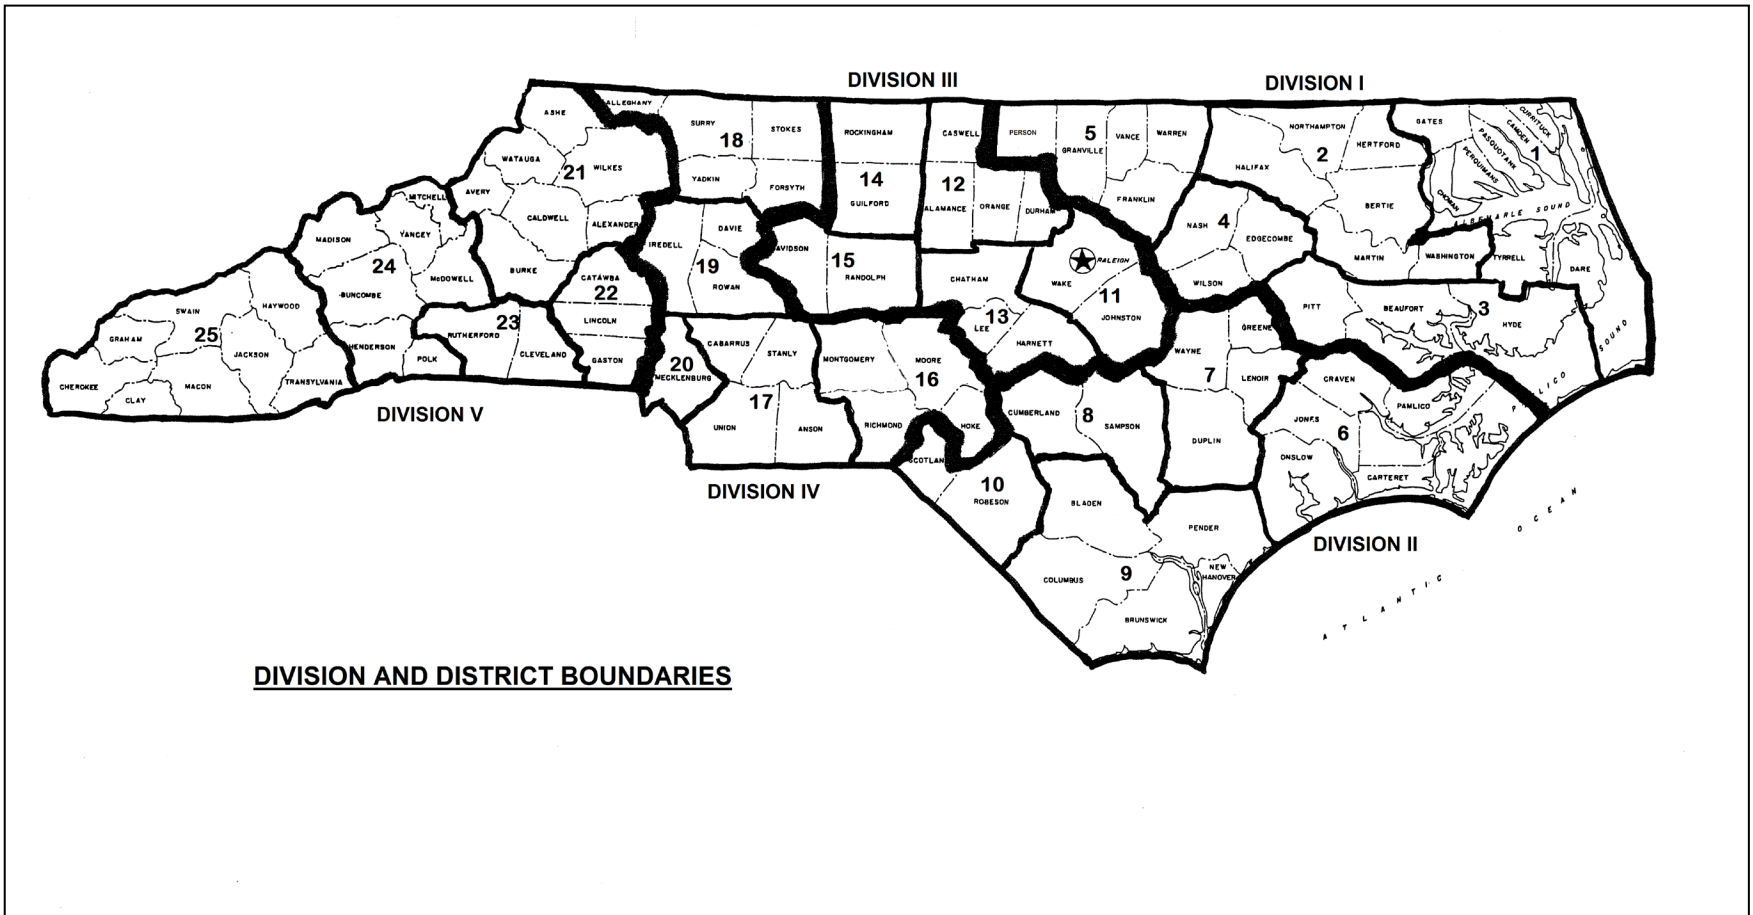 DIVISION III
DIVISION I
ASHE
ALLEGHANY
SURRY
STOKES
ROCKINGHAM
CASWELL
PERSON
5
GRANVILLE
VANCE
WARREN
NORTHAMPTON
HERTFORD
GATES
CURRITUCK
CAMDEN
PASQUOTANK
PERQUIMANS
CHOWAN
1
2
HALIFAX
BERTIE
ALBEMARLE SOUND
WATAUGA
21
WILKES
18
YADKIN
FORSYTH
14
GUILFORD
12
ALAMANCE
ORANGE
DURHAM
FRANKLIN
NASH
4
EDGECOMBE
MARTIN
WASHINGTON
TYRRELL
DARE
MITCHELL
AVERY
CALDWELL
ALEXANDER
IREDELL
DAVIE
AVIDSON
15
RANDOLPH
CHATHAM
WAKE
RALEIGH
11
JOHNSTON
WILSON
MADISON
YANCEY
24
McDOWELL
BURKE
CATAWBA
22
19
ROWAN
BUNCOMBE
LINCOLN
13
LEE
HARNETT
PITT
BEAUFORT
3
HYDE
PAMLICO
SOUND
SWAIN
HAYWOOD
25
GRAHAM
JACKSON
HENDERSON
RUTHERFORD
23
POLK
CLEVELAND
GASTON
CHEROKEE
CLAY
MACON
TRANSYLVANIA
20
MECKLENBURG
CABARRUS
STANLY
MONTGOMERY
MOORE
16
WAYNE
GREENE
7
LENOIR
CRAVEN
PAMLICO
DIVISION V
17
UNION
ANSON
RICHMOND
HOKE
SCOTLAN
CUMBERLAND
8
SAMPSON
DUPLIN
JONES
6
ONSLOW
CARTERET
DIVISION IV
10
ROBESON
BLADEN
PENDER
DIVISION II
COLUMBUS
9
NEW
HANOVER
BRUNSWICK
ATLANTIC
OCEAN
DIVISION AND DISTRICT BOUNDARIES